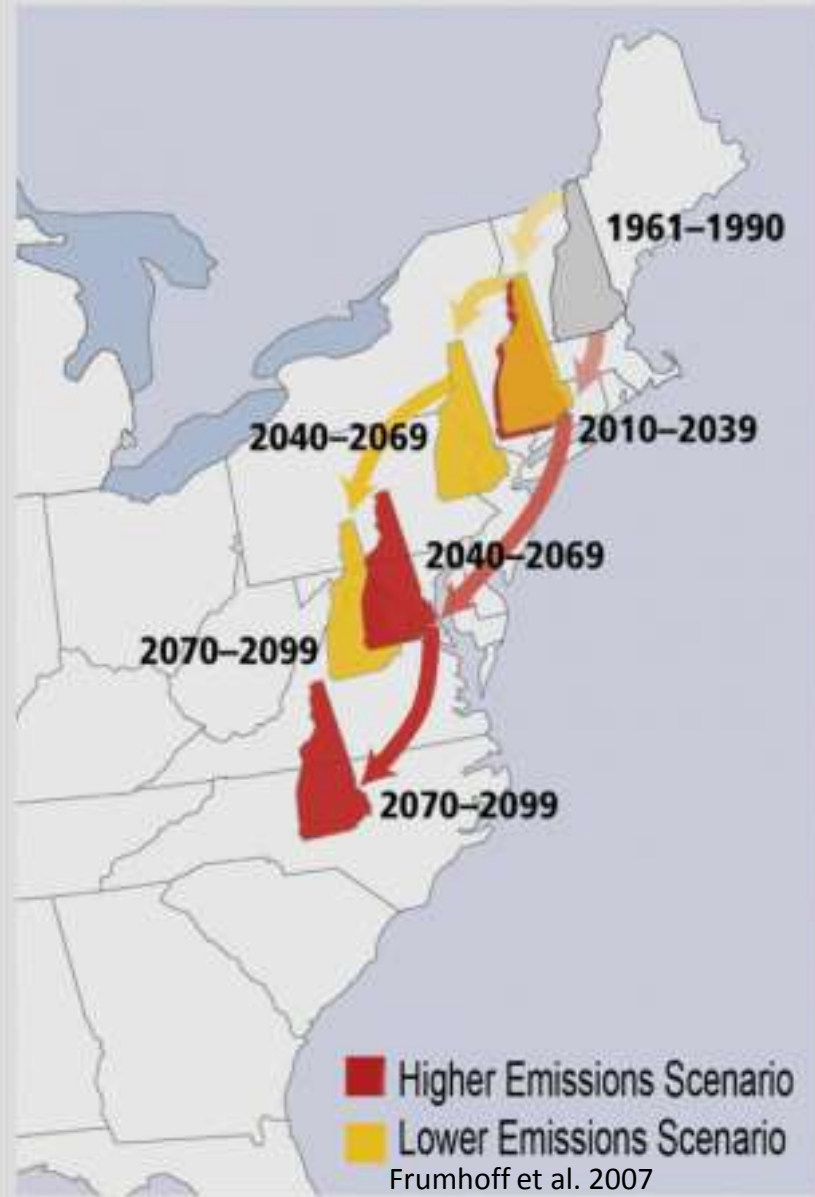 1961–1990
2010–2039
2040–2069
2040–2069
2070–2099
2070–2099
Higher Emissions Scenario
Lower Emissions Scenario
Frumhoff et al. 2007